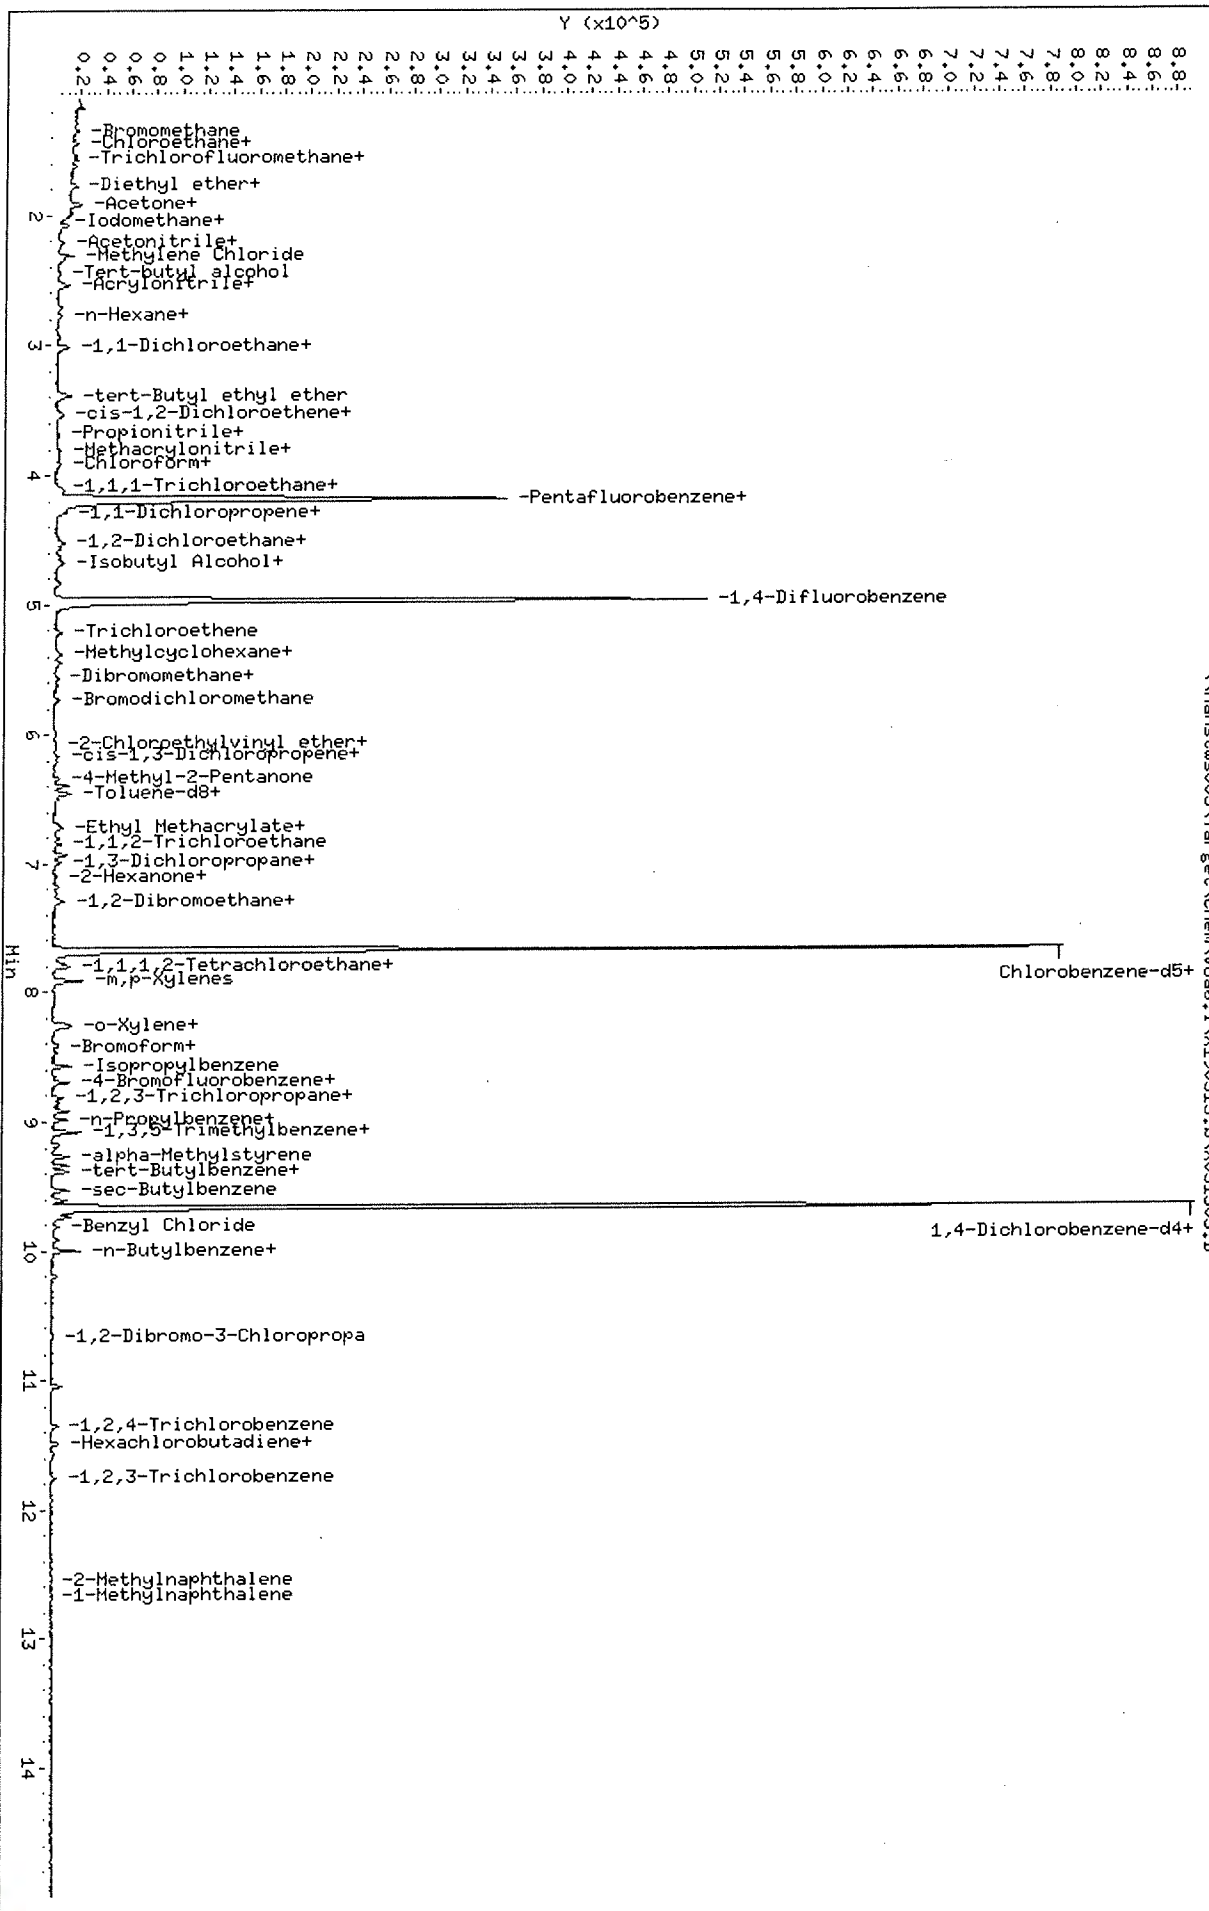 Y (x10^5)
0.2
0.4
0.6
0.8
1.0
1.2
1.4
1.6
1.8
2.0
2.2
2.4
2.6
2.8
3.0
3.2
3.4
3.6
3.8
4.0
4.2
4.4
4.6
4.8
5.0
5.2
5.4
5.6
5.8
6.0
6.2
6.4
6.6
6.8
7.0
7.2
7.4
7.6
7.8
8.0
8.2
8.4
8.6
8.8
-Bromomethane
-Chloroethane+
-Trichlorofluoromethane+
-Diethyl ether+
-Acetone+
2
-Iodomethane+
-Acetonitrile+
-Methylene Chloride
-Tert-butyl alcohol
-Acrylonitrile+
-n-Hexane+
3
-1,1-Dichloroethane+
-tert-Butyl ethyl ether
-cis-1,2-Dichloroethene+
-Propionitrile+
-Methacrylonitrile+
-Chloroform+
4
-1,1,1-Trichloroethane+
-Pentafluorobenzene+
-1,1-Dichloropropene+
-1,2-Dichloroethane+
-Isobutyl Alcohol+
-1,4-Difluorobenzene
5
-Trichloroethene
-Methylcyclohexane+
-Dibromomethane+
-Bromodichloromethane
6
-2-Chloroethylvinyl ether+
-cis-1,3-Dichloropropene+
-4-Methyl-2-Pentanone
-Toluene-d8+
-Ethyl Methacrylate+
-1,1,2-Trichloroethane
-1,3-Dichloropropane+
7
-2-Hexanone+
-1,2-Dibromoethane+
Min
-1,1,1,2-Tetrachloroethane+
Chlorobenzene-d5+
-m,p-Xylenes
8
-o-Xylene+
-Bromoform+
-Isopropylbenzene
-4-Bromofluorobenzene+
-1,2,3-Trichloropropane+
-n-Propylbenzene+
9
-1,3,5-Trimethylbenzene+
-alpha-Methylstyrene
-tert-Butylbenzene+
-sec-Butylbenzene
-Benzyl Chloride
1,4-Dichlorobenzene-d4+
-n-Butylbenzene+
10
-1,2-Dibromo-3-Chloropropa
11
-1,2,4-Trichlorobenzene
-Hexachlorobutadiene+
-1,2,3-Trichlorobenzene
12
-2-Methylnaphthalene
-1-Methylnaphthalene
13
14